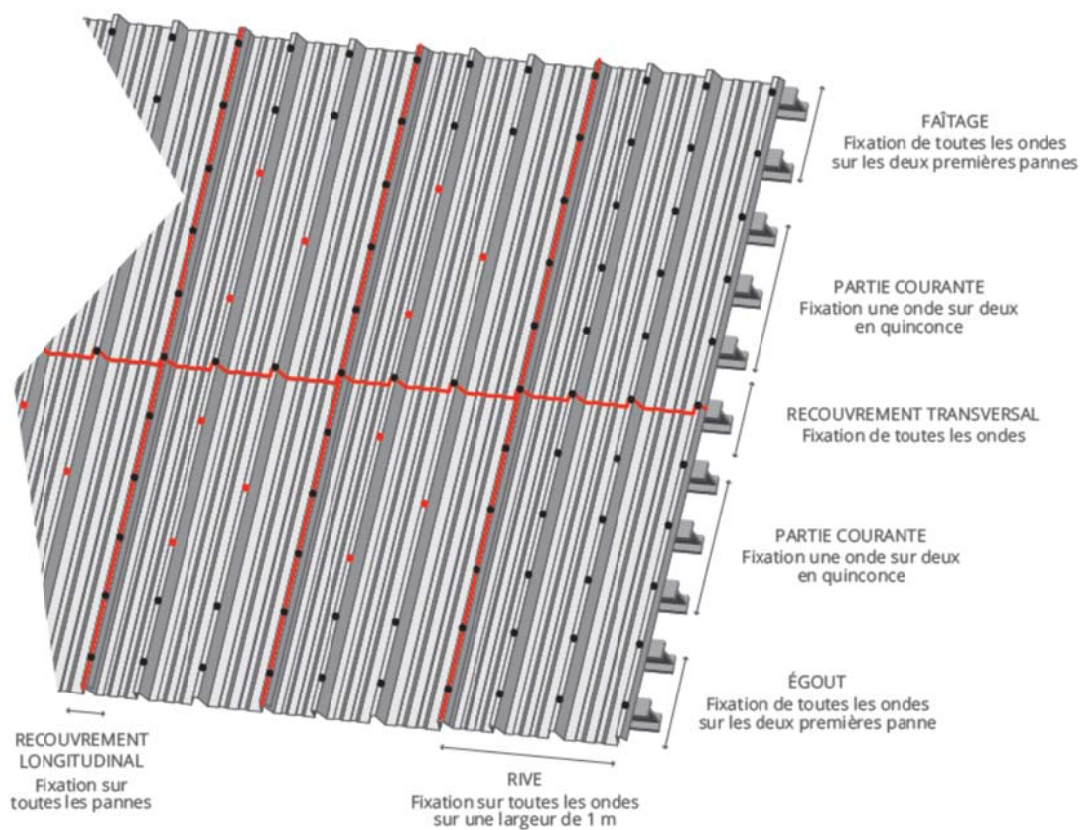 FAÎTAGE
Fixation de toutes les ondes
sur les deux premières pannes
PARTIE COURANTE
Fixation une onde sur deux
en quinconce
RECOUVREMENT TRANSVERSAL
Fixation de toutes les ondes
PARTIE COURANTE
Fixation une onde sur deux
en quinconce
ÉGOUT
Fixation de toutes les ondes
sur les deux premières panne
RECOUVREMENT
LONGITUDINAL
Fixation sur
toutes les pannes
RIVE
Fixation sur toutes les ondes
sur une largeur de 1 m